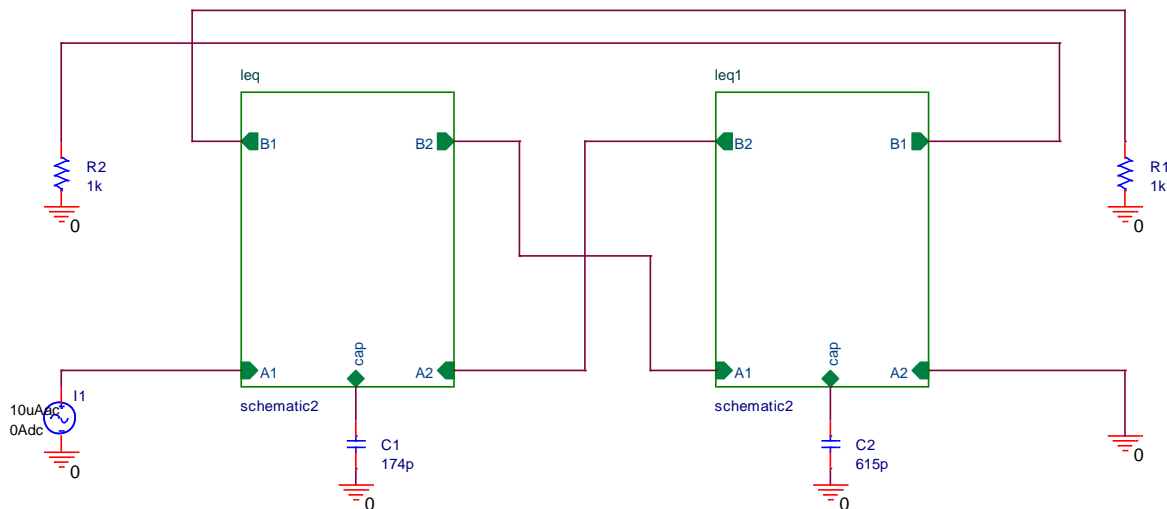 leq
leq1
B1
B2
B2
B1
R2
1k
0
R1
1k
0
A1
cap
A2
A1
cap
A2
I1
10uAac
0Adc
0
schematic2
schematic2
C1
174p
0
C2
615p
0
0